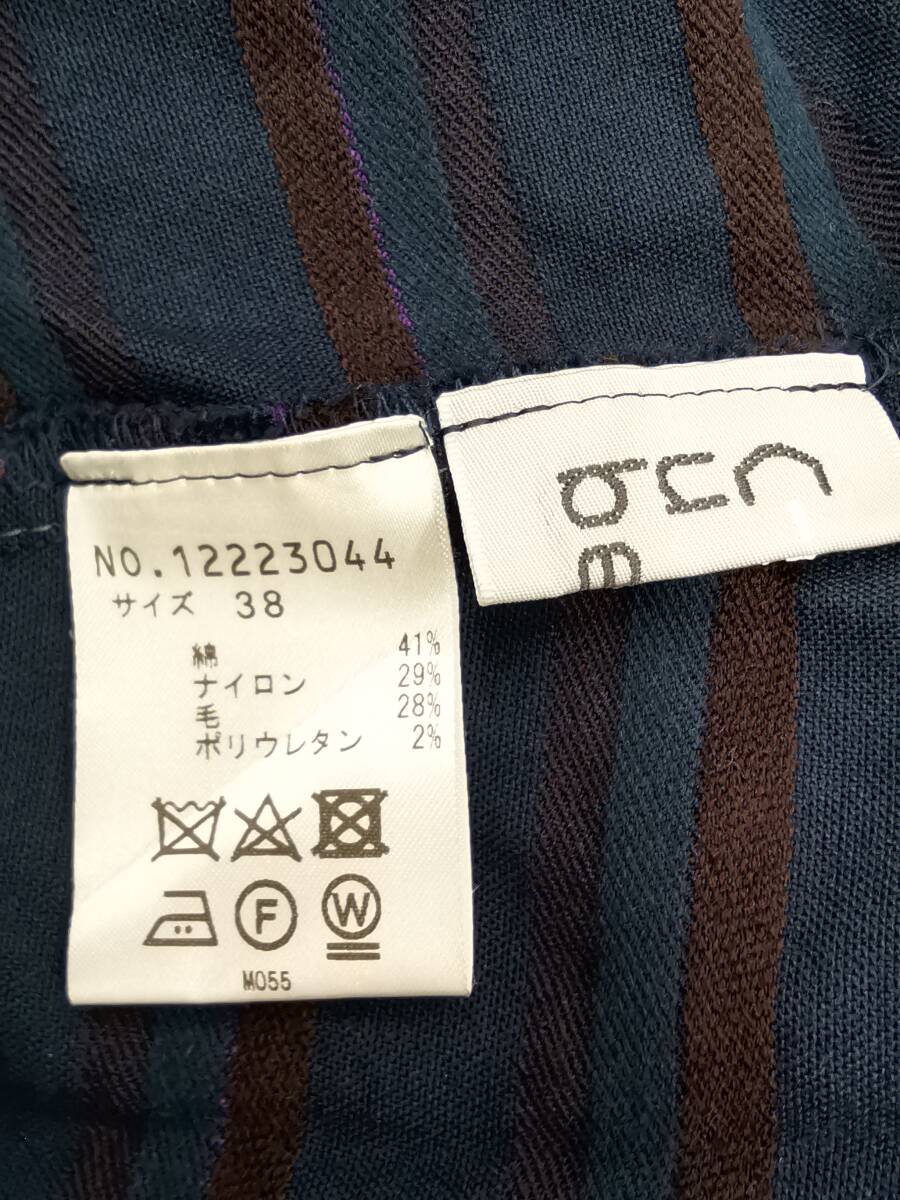 NO.12223044
サイズ 38
綿 41%
ナイロン 29%
毛 28%
ポリウレタン 2%
F
W
M055